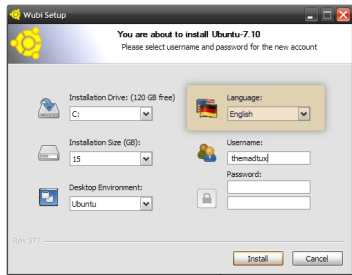 Wubi Setup
You are about to install Ubuntu-7.10
Please select username and password for the new account
Installation Drive: (120 GB free)
C:
Language:
English
Installation Size (GB):
15
Username:
themadtux
Password:
Desktop Environment:
Ubuntu
Rev 377
Install
Cancel